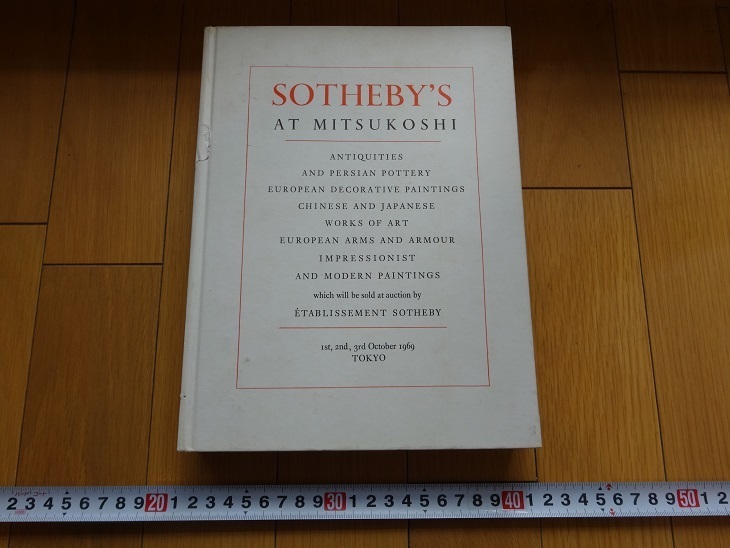 SOTHEBY'S
AT MITSUKOSHI
ANTIQUITIES
AND PERSIAN POTTERY
EUROPEAN DECORATIVE PAINTINGS
CHINESE AND JAPANESE
WORKS OF ART
EUROPEAN ARMS AND ARMOUR
IMPRESSIONIST
AND MODERN PAINTINGS
which will be sold at auction by
ÉTABLISSEMENT SOTHEBY
1st, 2nd, 3rd October 1969
TOKYO
2 3 4 5 6 7 8 9 20 1 2 3 4 5 6 7 8 9 30 1 2 3 4 5 6 7 8 9 40 1 2 3 4 5 6 7 8 9 50 1 2